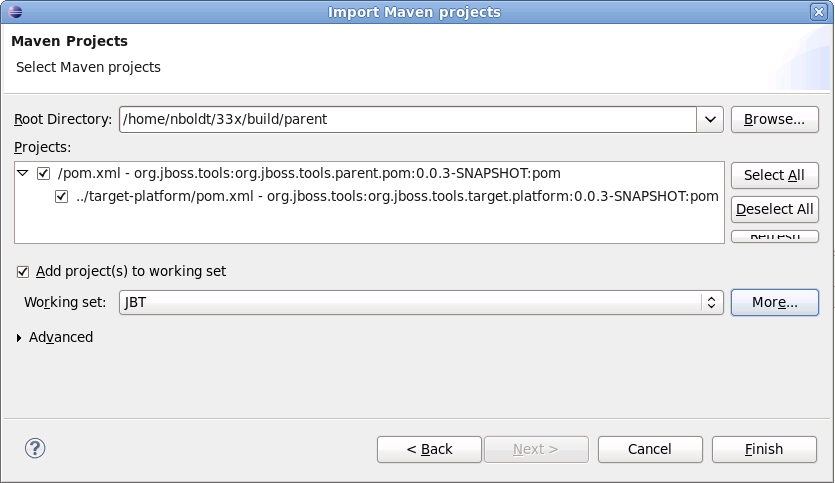 Import Maven projects
Maven Projects
Select Maven projects
Root Directory: /home/nboldt/33x/build/parent Browse...
Projects:
/pom.xml - org.jboss.tools:org.jboss.tools.parent.pom:0.0.3-SNAPSHOT:pom Select All
../target-platform/pom.xml - org.jboss.tools:org.jboss.tools.target.platform:0.0.3-SNAPSHOT:pom
Deselect All
Refresh
Add project(s) to working set
Working set: JBT More...
Advanced
? < Back Next > Cancel Finish